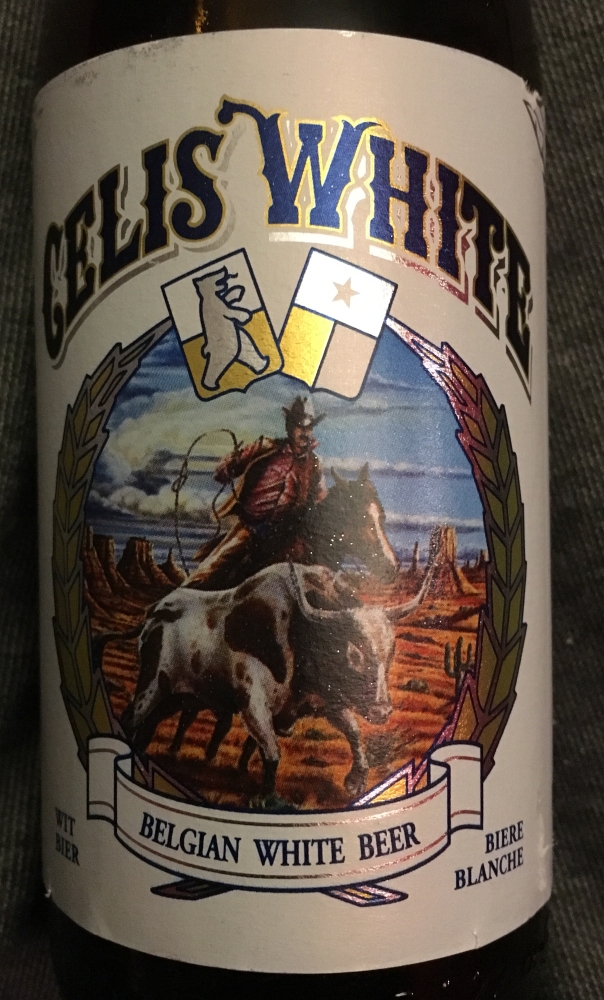 CELIS WHITE
BELGIAN WHITE BEER
WIT
BIER
BIERE
BLANCHE